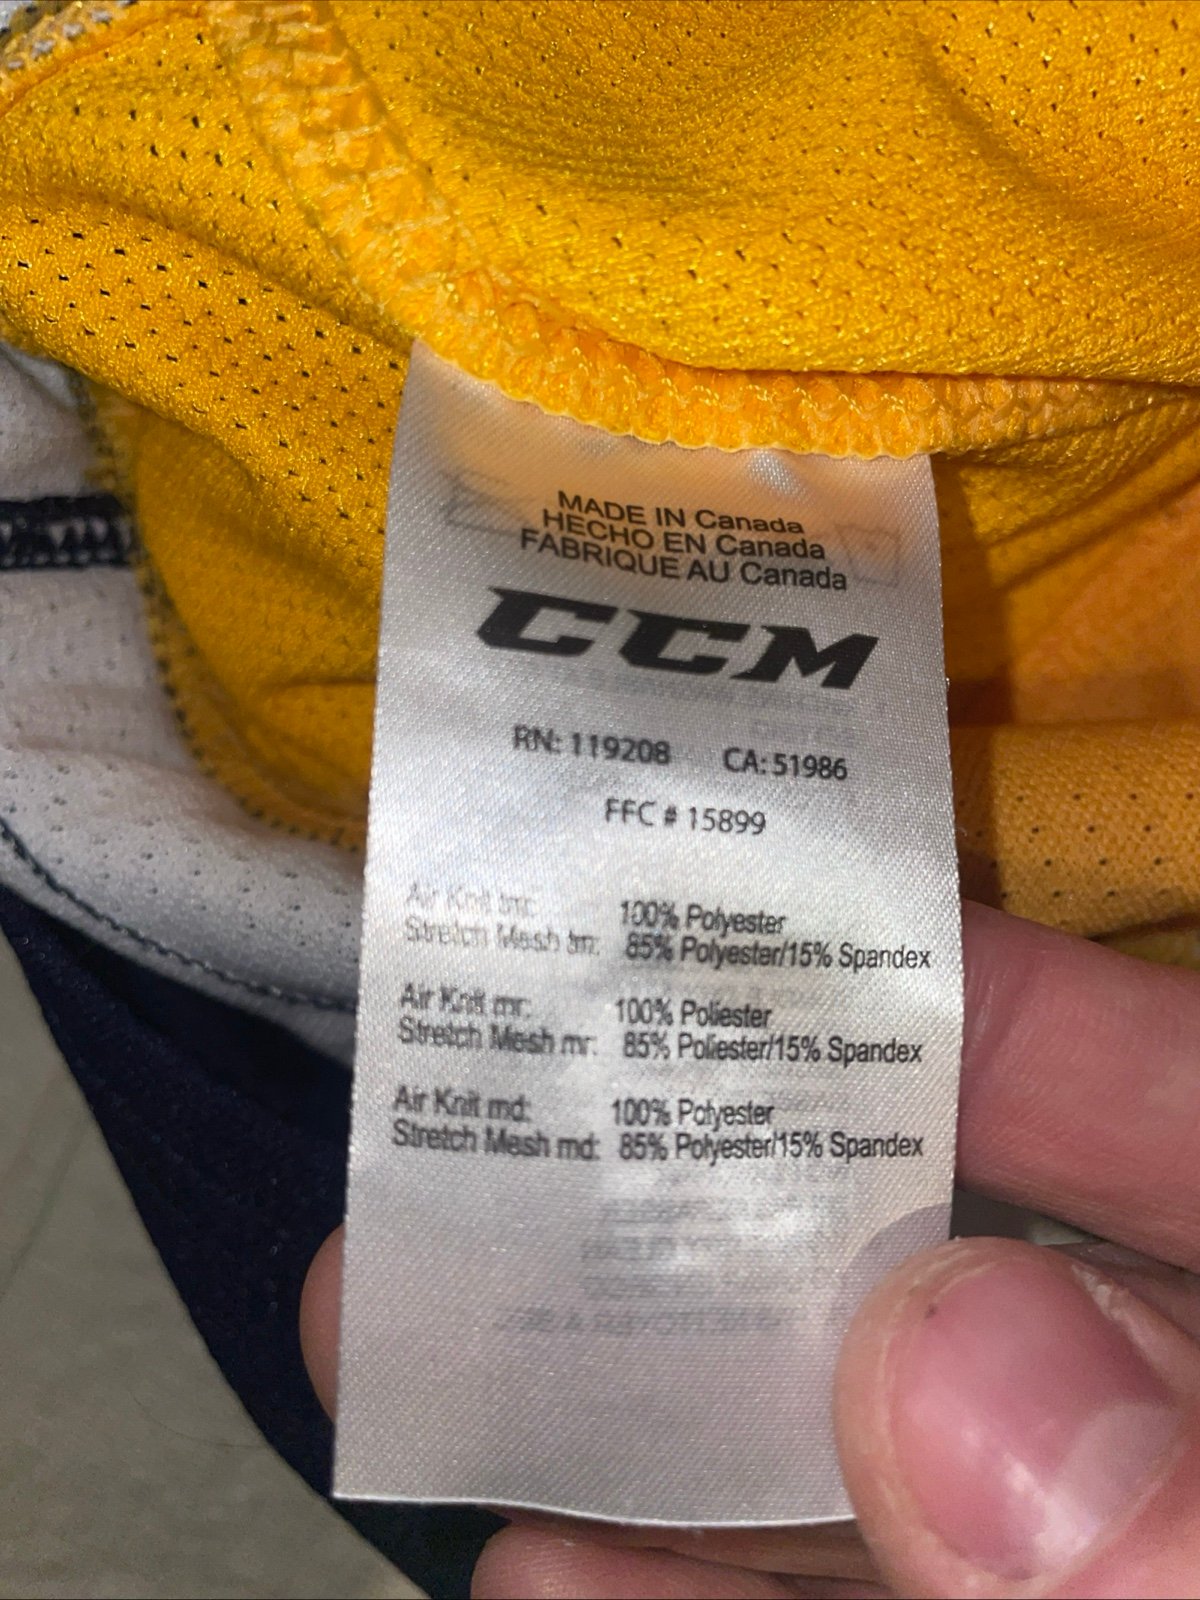 MADE IN Canada
HECHO EN Canada
FABRIQUE AU Canada
CCM
RN: 119208 CA: 51986
FFC # 15899
Air Knit tm: 100% Polyester
Stretch Mesh tm: 85% Polyester/15% Spandex
Air Knit mr: 100% Poliester
Stretch Mesh mr: 85% Poliester/15% Spandex
Air Knit md: 100% Polyester
Stretch Mesh md: 85% Polyester/15% Spandex